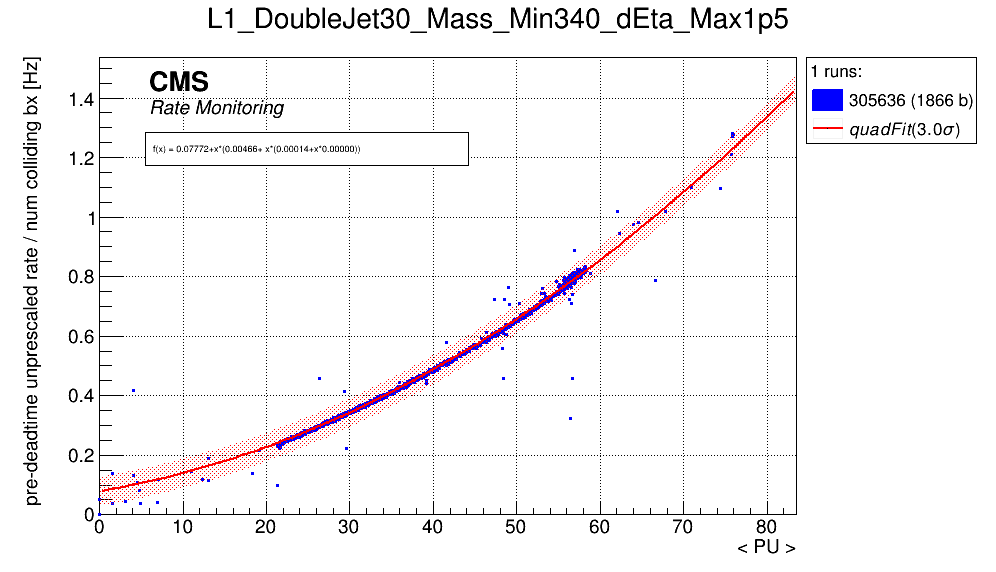 L1_DoubleJet30_Mass_Min340_dEta_Max1p5
pre-deadtime unprescaled rate / num colliding bx [Hz]
CMS
Rate Monitoring
f(x) = 0.07772+x*(0.00466+ x*(0.00014+x*0.00000))
1 runs:
305636 (1866 b)
quadFit(3.0σ)
1.4
1.2
1
0.8
0.6
0.4
0.2
0
0 10 20 30 40 50 60 70 80
< PU >